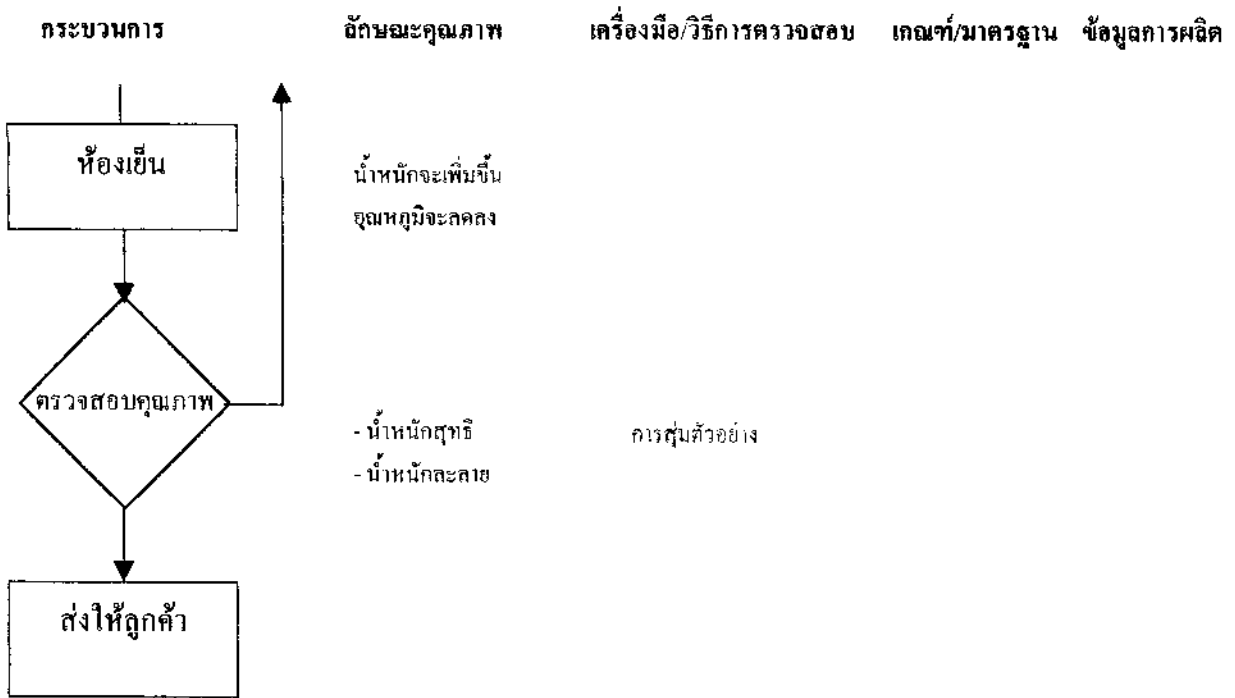 กระบวนการ ลักษณะคุณภาพ เครื่องมือ/วิธีการตรวจสอบ เกณฑ์/มาตรฐาน ข้อมูลการผลิต
ห้องเย็น
น้ำหนักจะเพิ่มขึ้น
อุณหภูมิจะลดลง
ตรวจสอบคุณภาพ
- น้ำหนักสุทธิ การสุ่มตัวอย่าง
- น้ำหนักละลาย
ส่งให้ลูกค้า